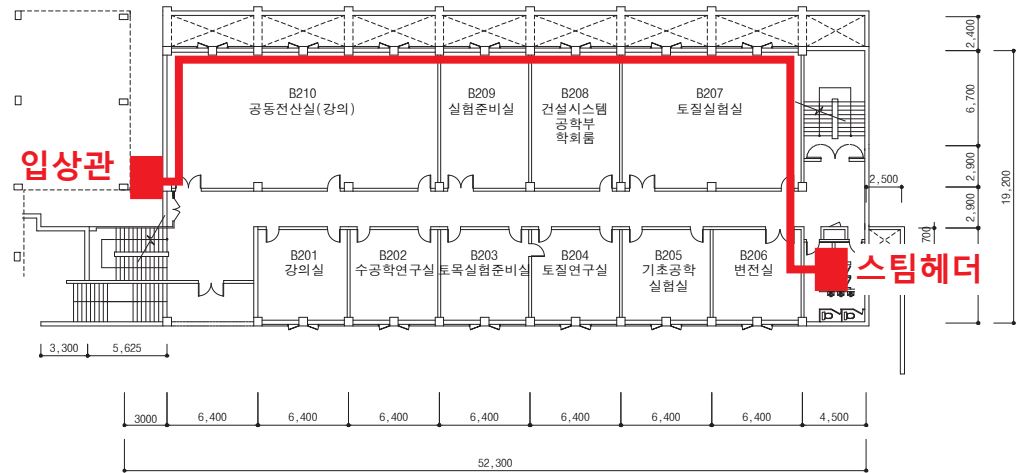 2,400
B210
공동전산실(강의)
B209
실험준비실
B208
건설시스템
공학부
학회룸
B207
토질실험실
6,700
입상관
2,900
2,500
19,200
2,900
700
B201
강의실
B202
수공학연구실
B203
토목실험준비실
B204
토질연구실
B205
기초공학
실험실
B206
변전실
스팀헤더
3,300
5,625
3000
6,400
6,400
6,400
6,400
6,400
6,400
6,400
4,500
52,300